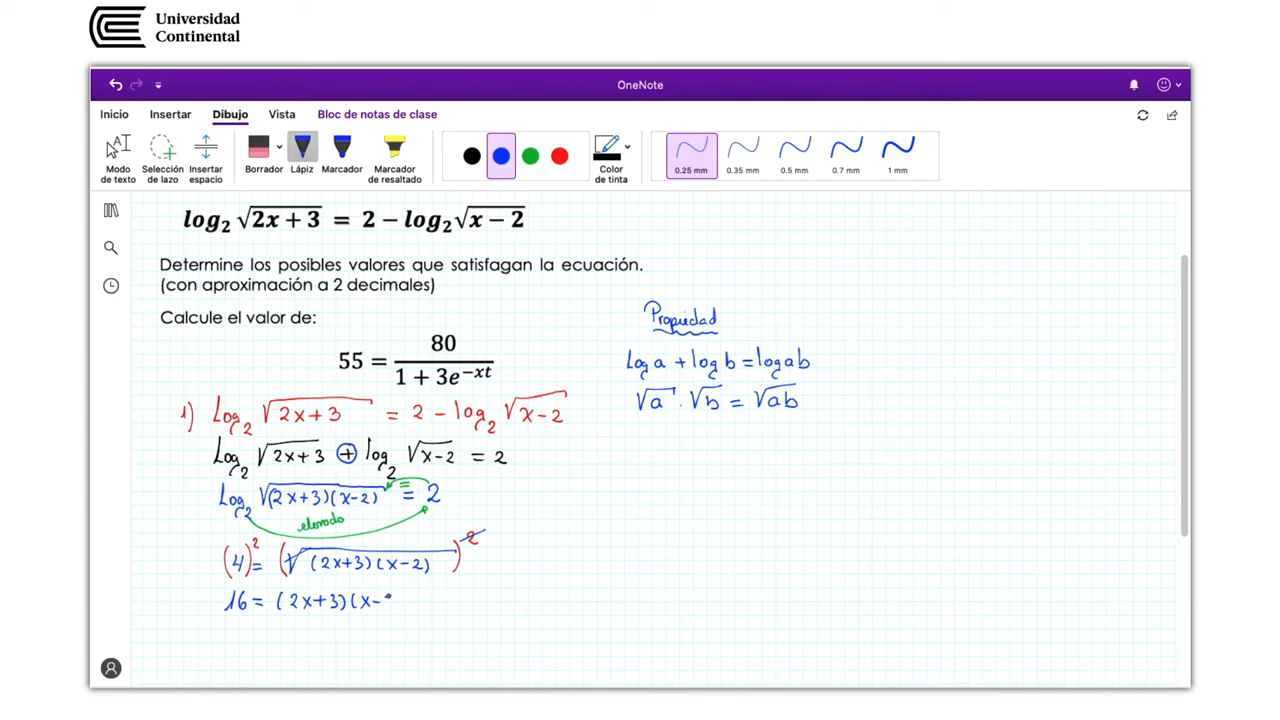 Universidad
Continental
OneNote
Inicio Insertar Dibujo Vista Bloc de notas de clase
Modo de texto
Selección de lazo
Insertar espacio
Borrador
Lápiz
Marcador
Marcador de resaltado
Color de tinta
0.25 mm 0.35 mm 0.5 mm 0.7 mm 1 mm
log₂ √(2x + 3) = 2 − log₂√(x − 2)
Determine los posibles valores que satisfagan la ecuación.
(con aproximación a 2 decimales)
Calcule el valor de:
55 = 80 / (1 + 3e^(−xt))
Propiedad
Log a + log b = log ab
√a · √b = √ab
1) Log₂ √(2x+3) = 2 − log₂ √(x−2)
Log₂ √(2x+3) + log₂ √(x−2) = 2
Log₂ √((2x+3)(x−2)) = 2
=
elevado
(4)² = (√((2x+3)(x−2)))²
16 = (2x+3)(x−